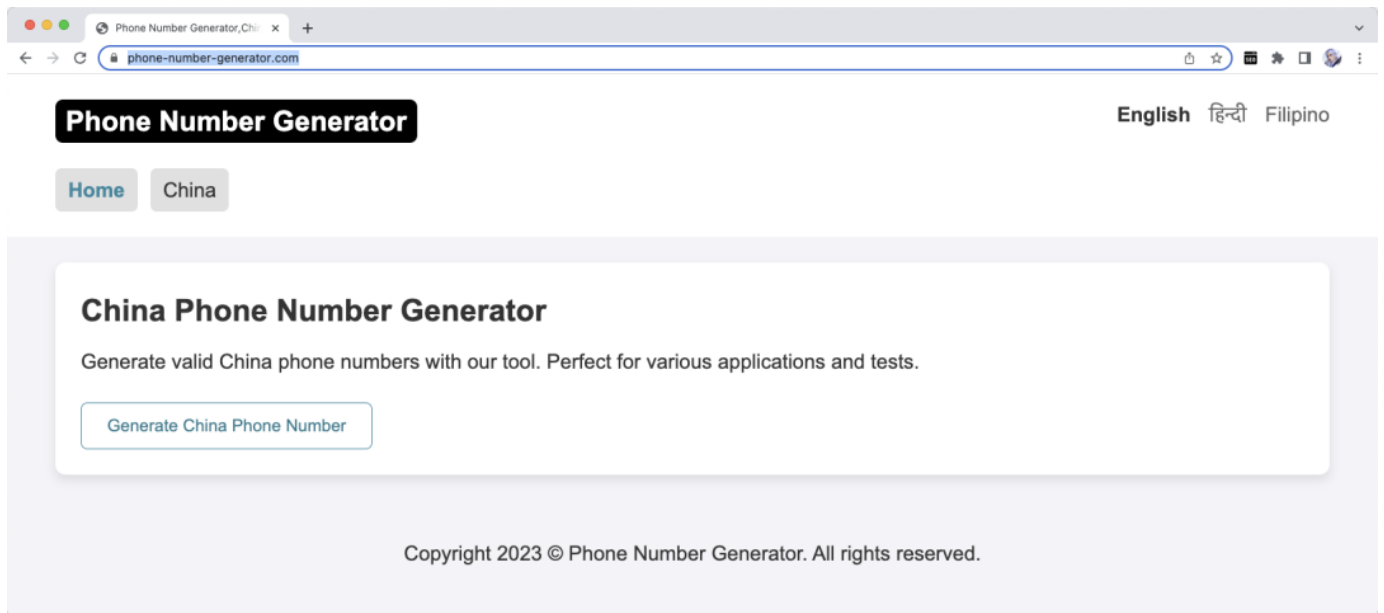 Phone Number Generator,Chi
phone-number-generator.com
Phone Number Generator
English हिन्दी Filipino
Home China
China Phone Number Generator
Generate valid China phone numbers with our tool. Perfect for various applications and tests.
Generate China Phone Number
Copyright 2023 © Phone Number Generator. All rights reserved.